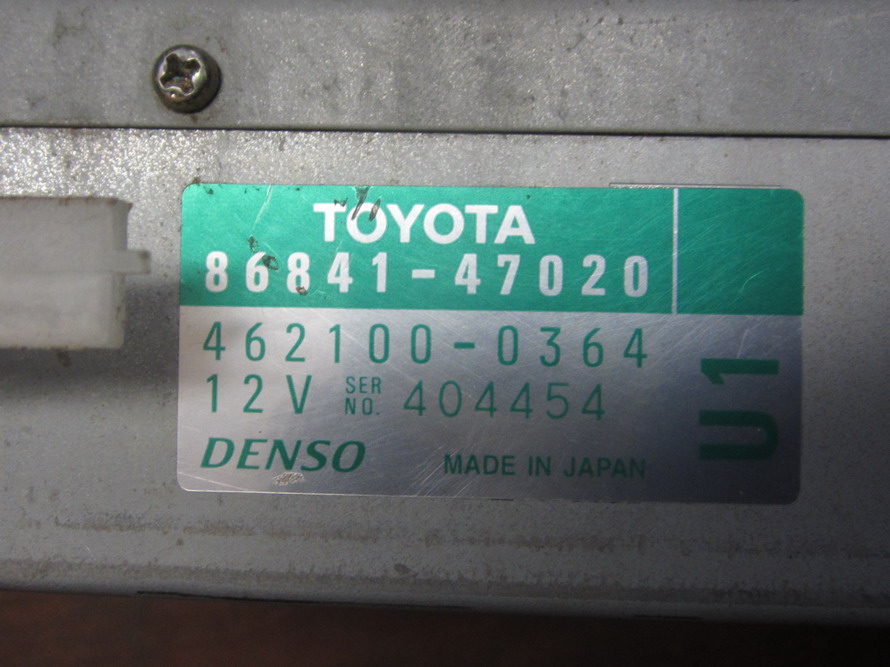 TOYOTA
86841-47020
462100-0364
12V SER NO. 404454
DENSO MADE IN JAPAN
U1